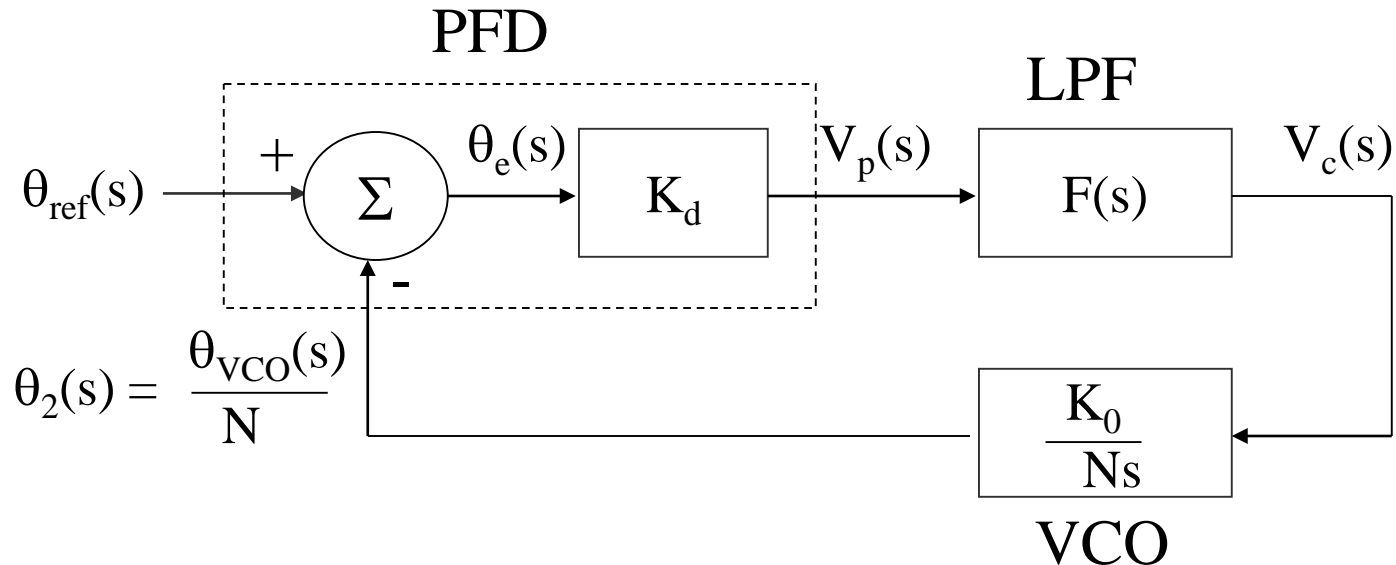 PFD
LPF
+
θref(s)
Σ
θe(s)
Kd
Vp(s)
F(s)
Vc(s)
-
θ2(s) = θVCO(s)
N
K0
Ns
VCO